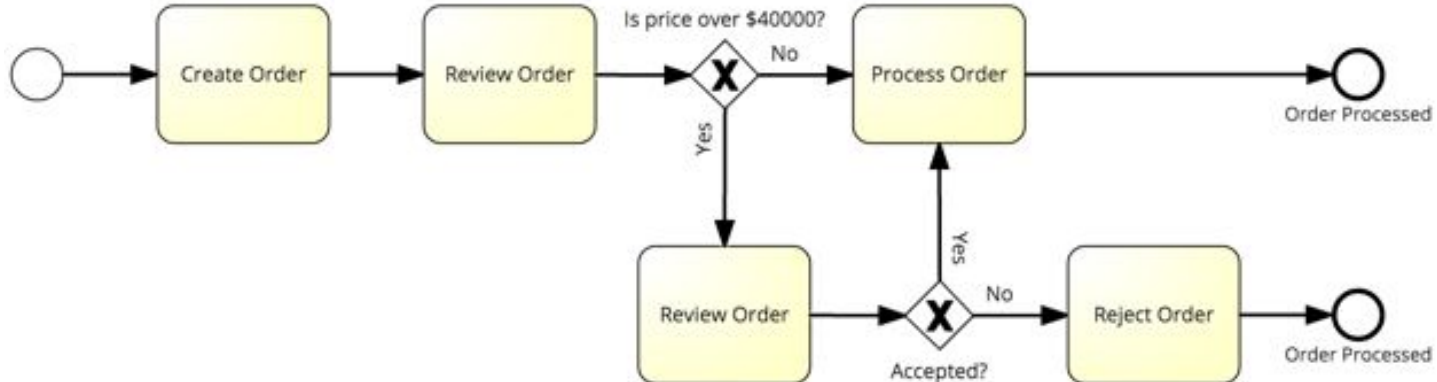 Is price over $40000?
No
Create Order
Review Order
Process Order
Order Processed
Yes
Yes
Review Order
No
Reject Order
Order Processed
Accepted?